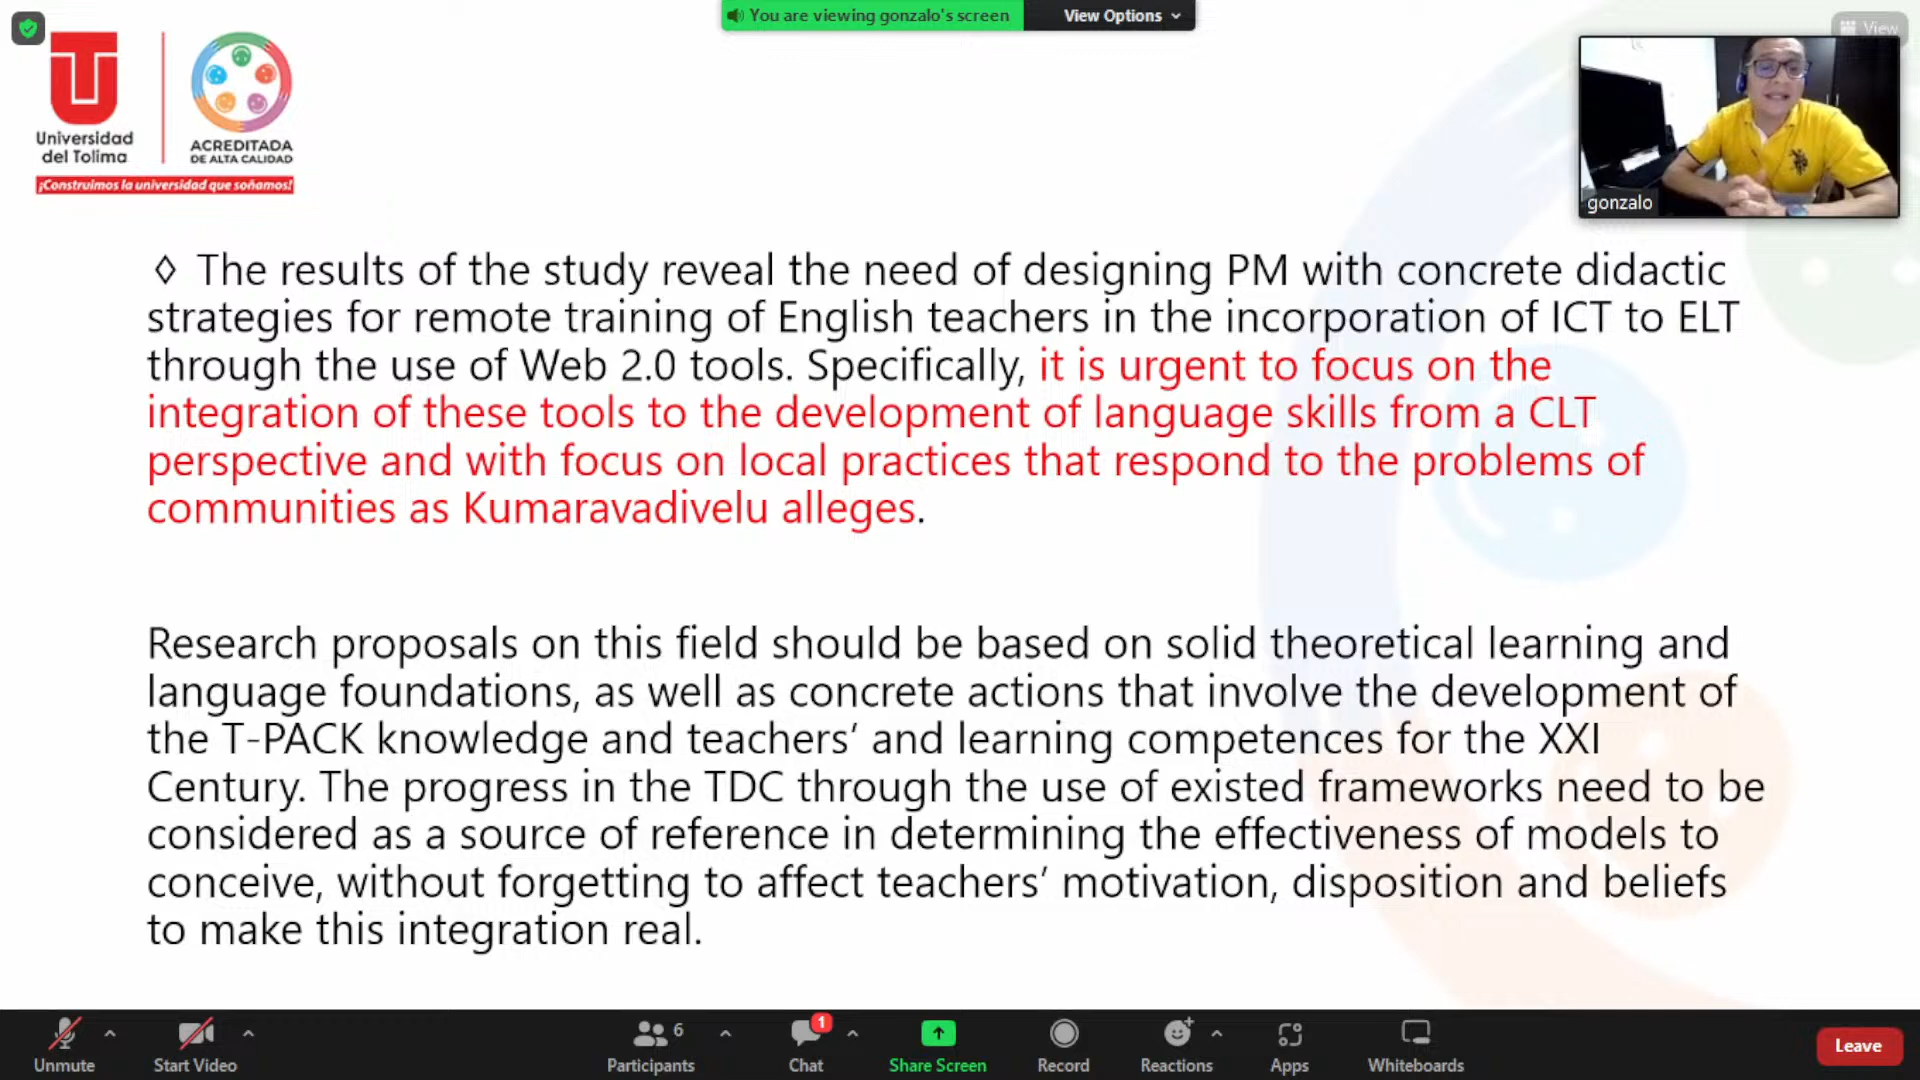 You are viewing gonzalo's screen
View Options
View
Universidad
del Tolima
ACREDITADA
DE ALTA CALIDAD
¡Construimos la universidad que soñamos!
gonzalo
◊ The results of the study reveal the need of designing PM with concrete didactic
strategies for remote training of English teachers in the incorporation of ICT to ELT
through the use of Web 2.0 tools. Specifically, it is urgent to focus on the
integration of these tools to the development of language skills from a CLT
perspective and with focus on local practices that respond to the problems of
communities as Kumaravadivelu alleges.
Research proposals on this field should be based on solid theoretical learning and
language foundations, as well as concrete actions that involve the development of
the T-PACK knowledge and teachers’ and learning competences for the XXI
Century. The progress in the TDC through the use of existed frameworks need to be
considered as a source of reference in determining the effectiveness of models to
conceive, without forgetting to affect teachers’ motivation, disposition and beliefs
to make this integration real.
Unmute
Start Video
6
Participants
1
Chat
Share Screen
Record
Reactions
Apps
Whiteboards
Leave